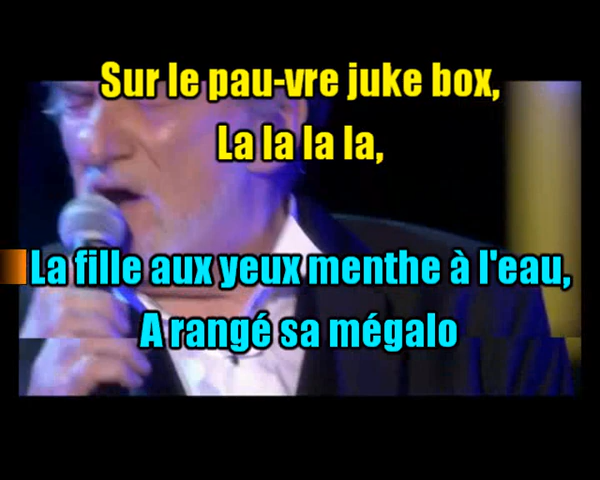 Sur le pau-vre juke box,
La la la la,
La fille aux yeux menthe à l'eau,
A rangé sa mégalo